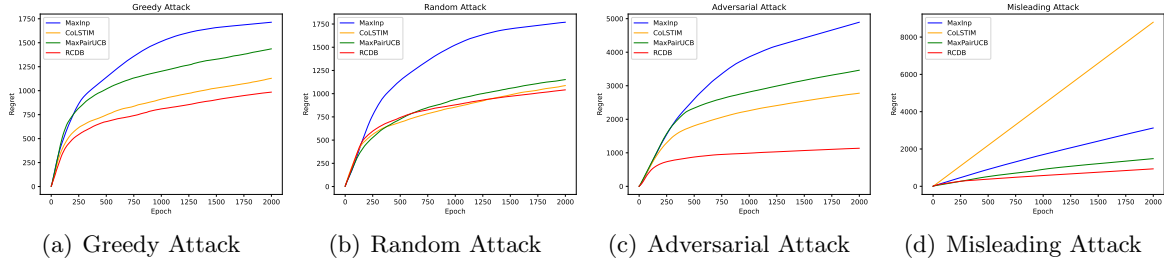 Greedy Attack
MaxInp
CoLSTIM
MaxPairUCB
RCDB
Regret
1750
1500
1250
1000
750
500
250
0
0 250 500 750 1000 1250 1500 1750 2000
Epoch
(a) Greedy Attack
Random Attack
MaxInp
CoLSTIM
MaxPairUCB
RCDB
Regret
1750
1500
1250
1000
750
500
250
0
0 250 500 750 1000 1250 1500 1750 2000
Epoch
(b) Random Attack
Adversarial Attack
MaxInp
CoLSTIM
MaxPairUCB
RCDB
Regret
5000
4000
3000
2000
1000
0
0 250 500 750 1000 1250 1500 1750 2000
Epoch
(c) Adversarial Attack
Misleading Attack
MaxInp
CoLSTIM
MaxPairUCB
RCDB
Regret
8000
6000
4000
2000
0
0 250 500 750 1000 1250 1500 1750 2000
Epoch
(d) Misleading Attack